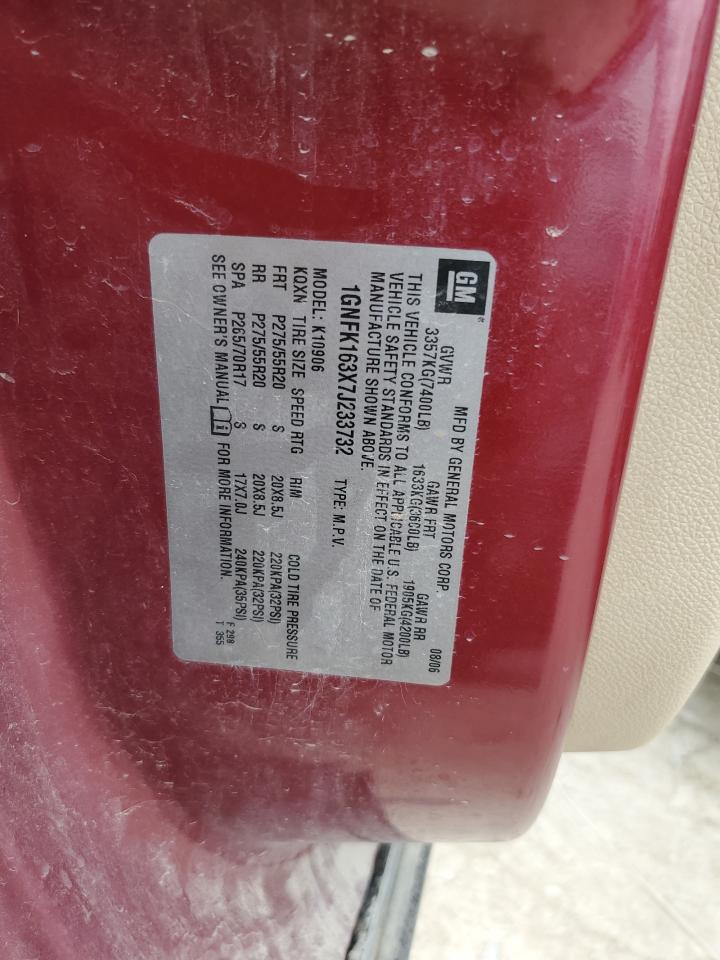 GM
MFD BY GENERAL MOTORS CORP. 08/06
GVWR GAWR FRT GAWR RR
3357KG(7400LB) 1633KG(3600LB) 1905KG(4200LB)
THIS VEHICLE CONFORMS TO ALL APPLICABLE U.S. FEDERAL MOTOR
VEHICLE SAFETY STANDARDS IN EFFECT ON THE DATE OF
MANUFACTURE SHOWN ABOVE.
1GNFK163X7J233732 TYPE: M.P.V.
MODEL: K10906
KQXN TIRE SIZE SPEED RTG RIM COLD TIRE PRESSURE
FRT P275/55R20 S 20X8.5J 220KPA(32PSI)
RR P275/55R20 S 20X8.5J 220KPA(32PSI)
SPA P265/70R17 S 17X7.0J 240KPA(35PSI)
SEE OWNER'S MANUAL FOR MORE INFORMATION.
F 298
T 355